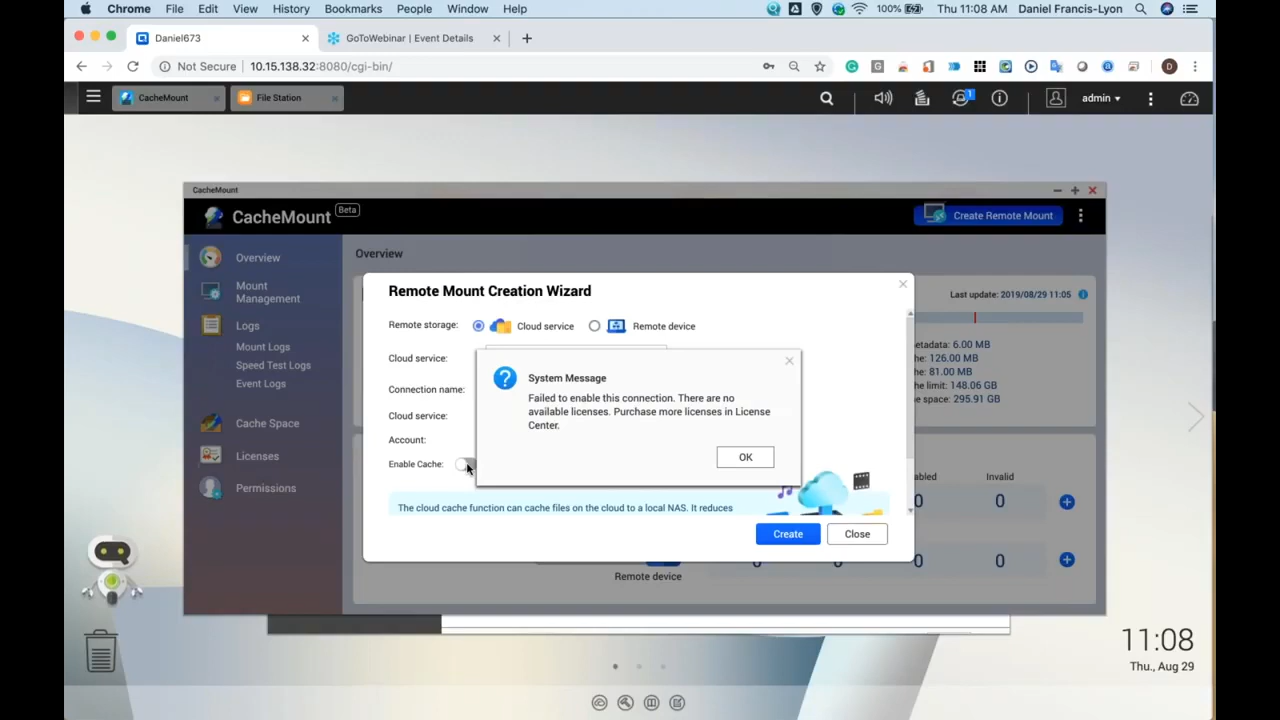 Chrome File Edit View History Bookmarks People Window Help 100% Thu 11:08 AM Daniel Francis-Lyon
Daniel673 GoToWebinar | Event Details
Not Secure | 10.15.138.32:8080/cgi-bin/
CacheMount File Station 1 admin
CacheMount
CacheMount Beta Create Remote Mount
Overview
Mount
Management
Logs
Mount Logs
Speed Test Logs
Event Logs
Cache Space
Licenses
Permissions
Overview
Last update: 2019/08/29 11:05
etadata: 6.00 MB
he: 126.00 MB
he: 81.00 MB
he limit: 148.06 GB
e space: 295.91 GB
Remote Mount Creation Wizard
Remote storage: Cloud service Remote device
Cloud service:
Connection name:
Cloud service:
Account:
Enable Cache:
System Message
Failed to enable this connection. There are no
available licenses. Purchase more licenses in License
Center.
OK
The cloud cache function can cache files on the cloud to a local NAS. It reduces
Create Close
abled Invalid
0 0
0 0
Remote device
11:08
Thu., Aug 29